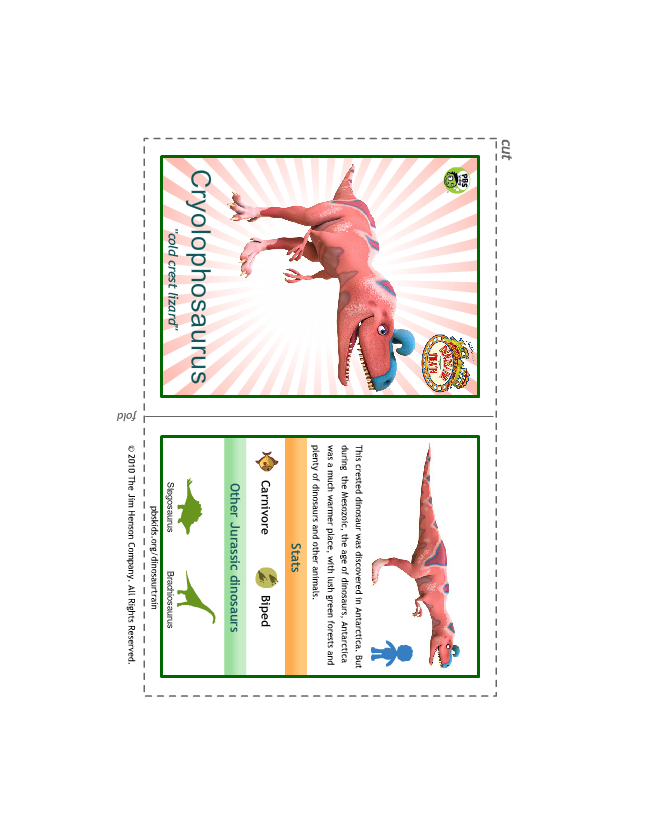 cut
PBS
KIDS
DINOSAUR
TRAIN
Cryolophosaurus
"cold crest lizard"
fold
This crested dinosaur was discovered in Antarctica. But
during the Mesozoic, the age of dinosaurs, Antarctica
was a much warmer place, with lush green forests and
plenty of dinosaurs and other animals.
Stats
Carnivore Biped
Other Jurassic dinosaurs
Stegosaurus Brachiosaurus
pbskids.org/dinosaurtrain
© 2010 The Jim Henson Company. All Rights Reserved.